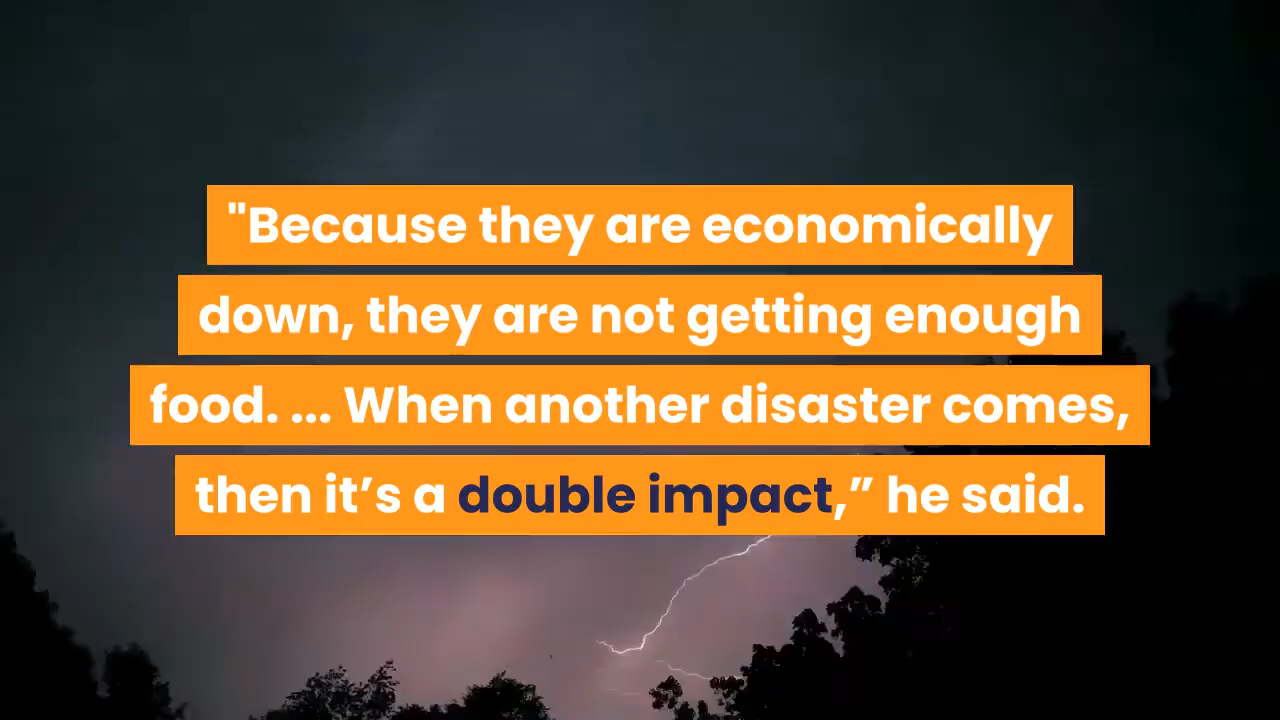 "Because they are economically
down, they are not getting enough
food. ... When another disaster comes,
then it’s a double impact,” he said.